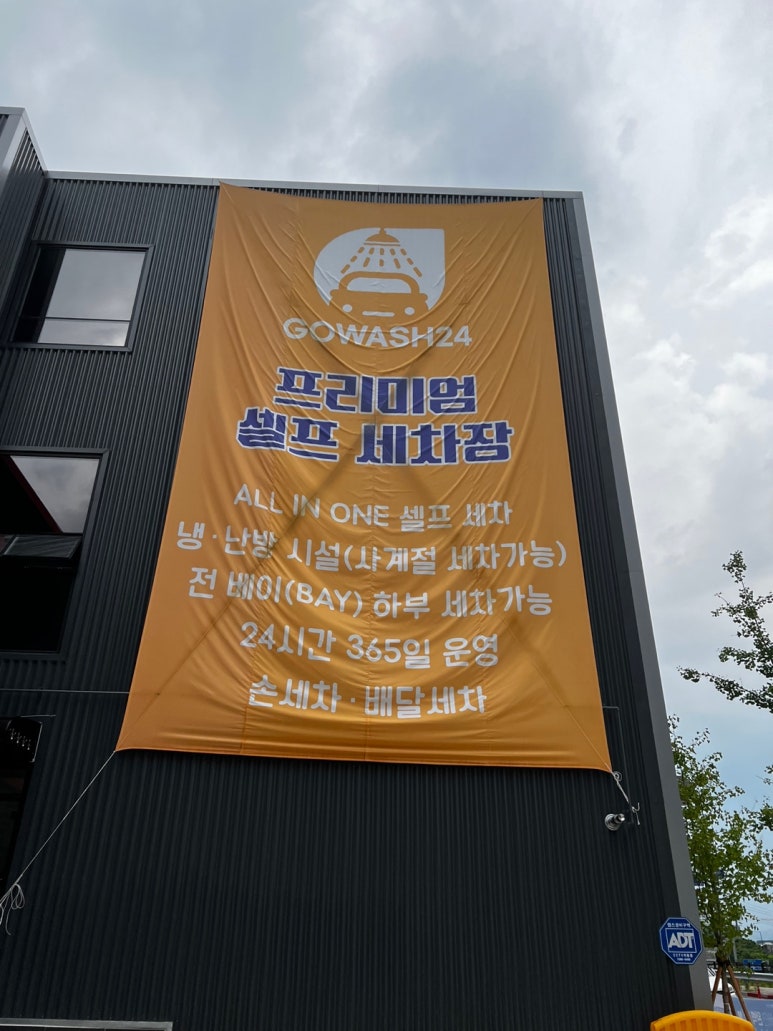 GOWASH24
프리미엄
셀프 세차장
ALL IN ONE 셀프 세차
냉·난방 시설(사계절 세차가능)
전 베이(BAY) 하부 세차가능
24시간 365일 운영
손세차·배달세차
ADT